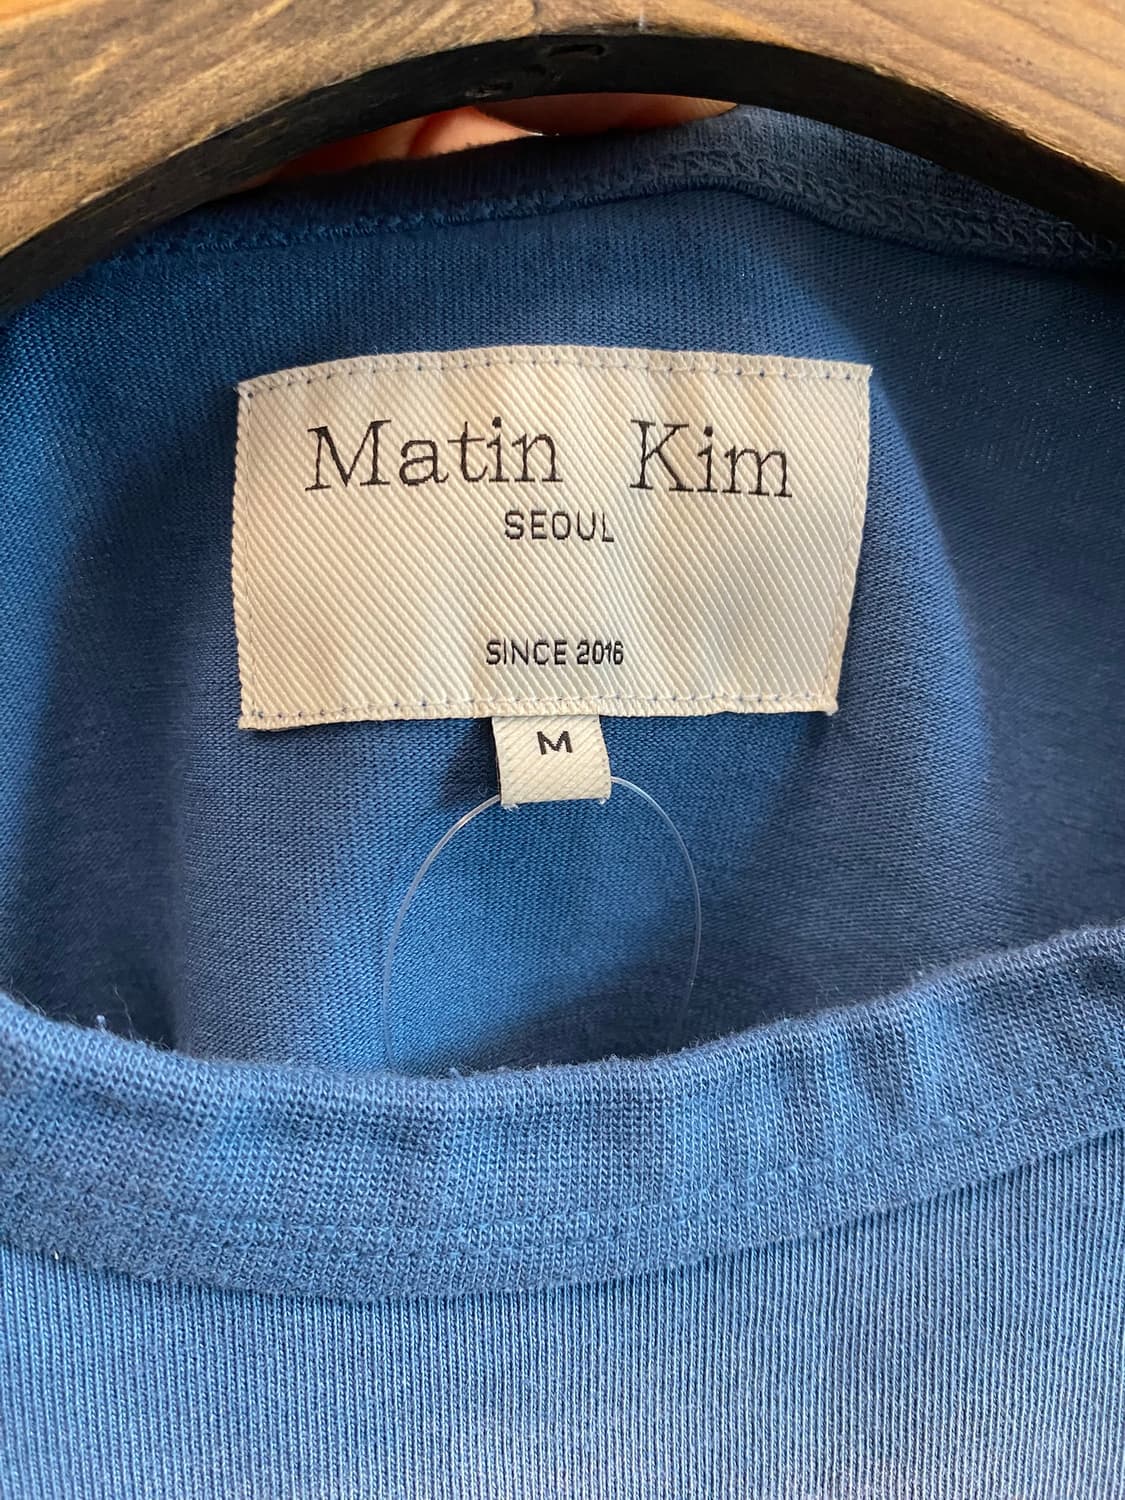 Matin Kim
SEOUL
SINCE 2016
M